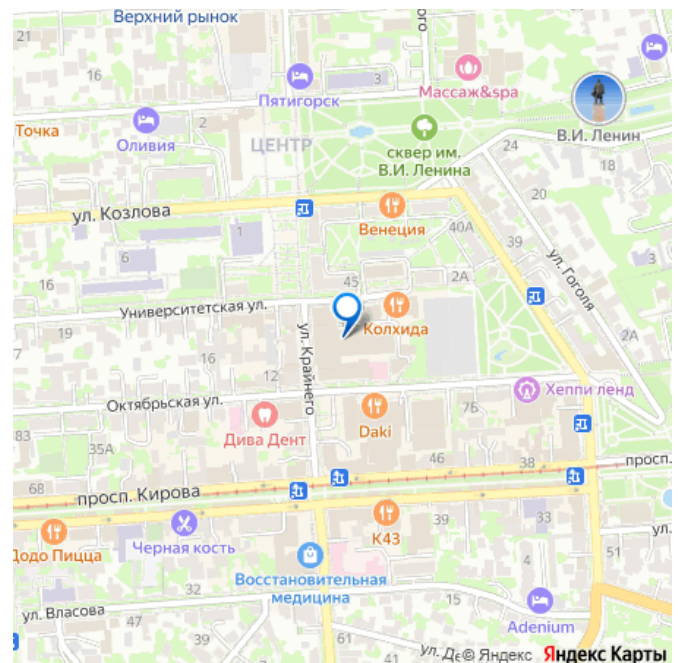 Верхний рынок
21
16
3
Пятигорск
Массаж&spa
Точка
2
Оливия
ЦЕНТР
В.И. Ленин
сквер им.
В.И. Ленина
24
20
18
ул. Козлова
Венеция
40А
39
1
6
ул. Гоголя
3
45
2А
Университетская ул.
Колхида
19
ул. Крайнего
2А
16
12
Октябрьская ул.
Хеппи ленд
7Б
Дива Дент
Daki
83
35А
46
38
просп.
68
просп. Кирова
Додо Пицца
Черная кость
К43
39
33
ул.
51
Восстановительная
медицина
32
ул. Власова
15
4
47
39
61
Adenium
© Яндекс Яндекс Карты